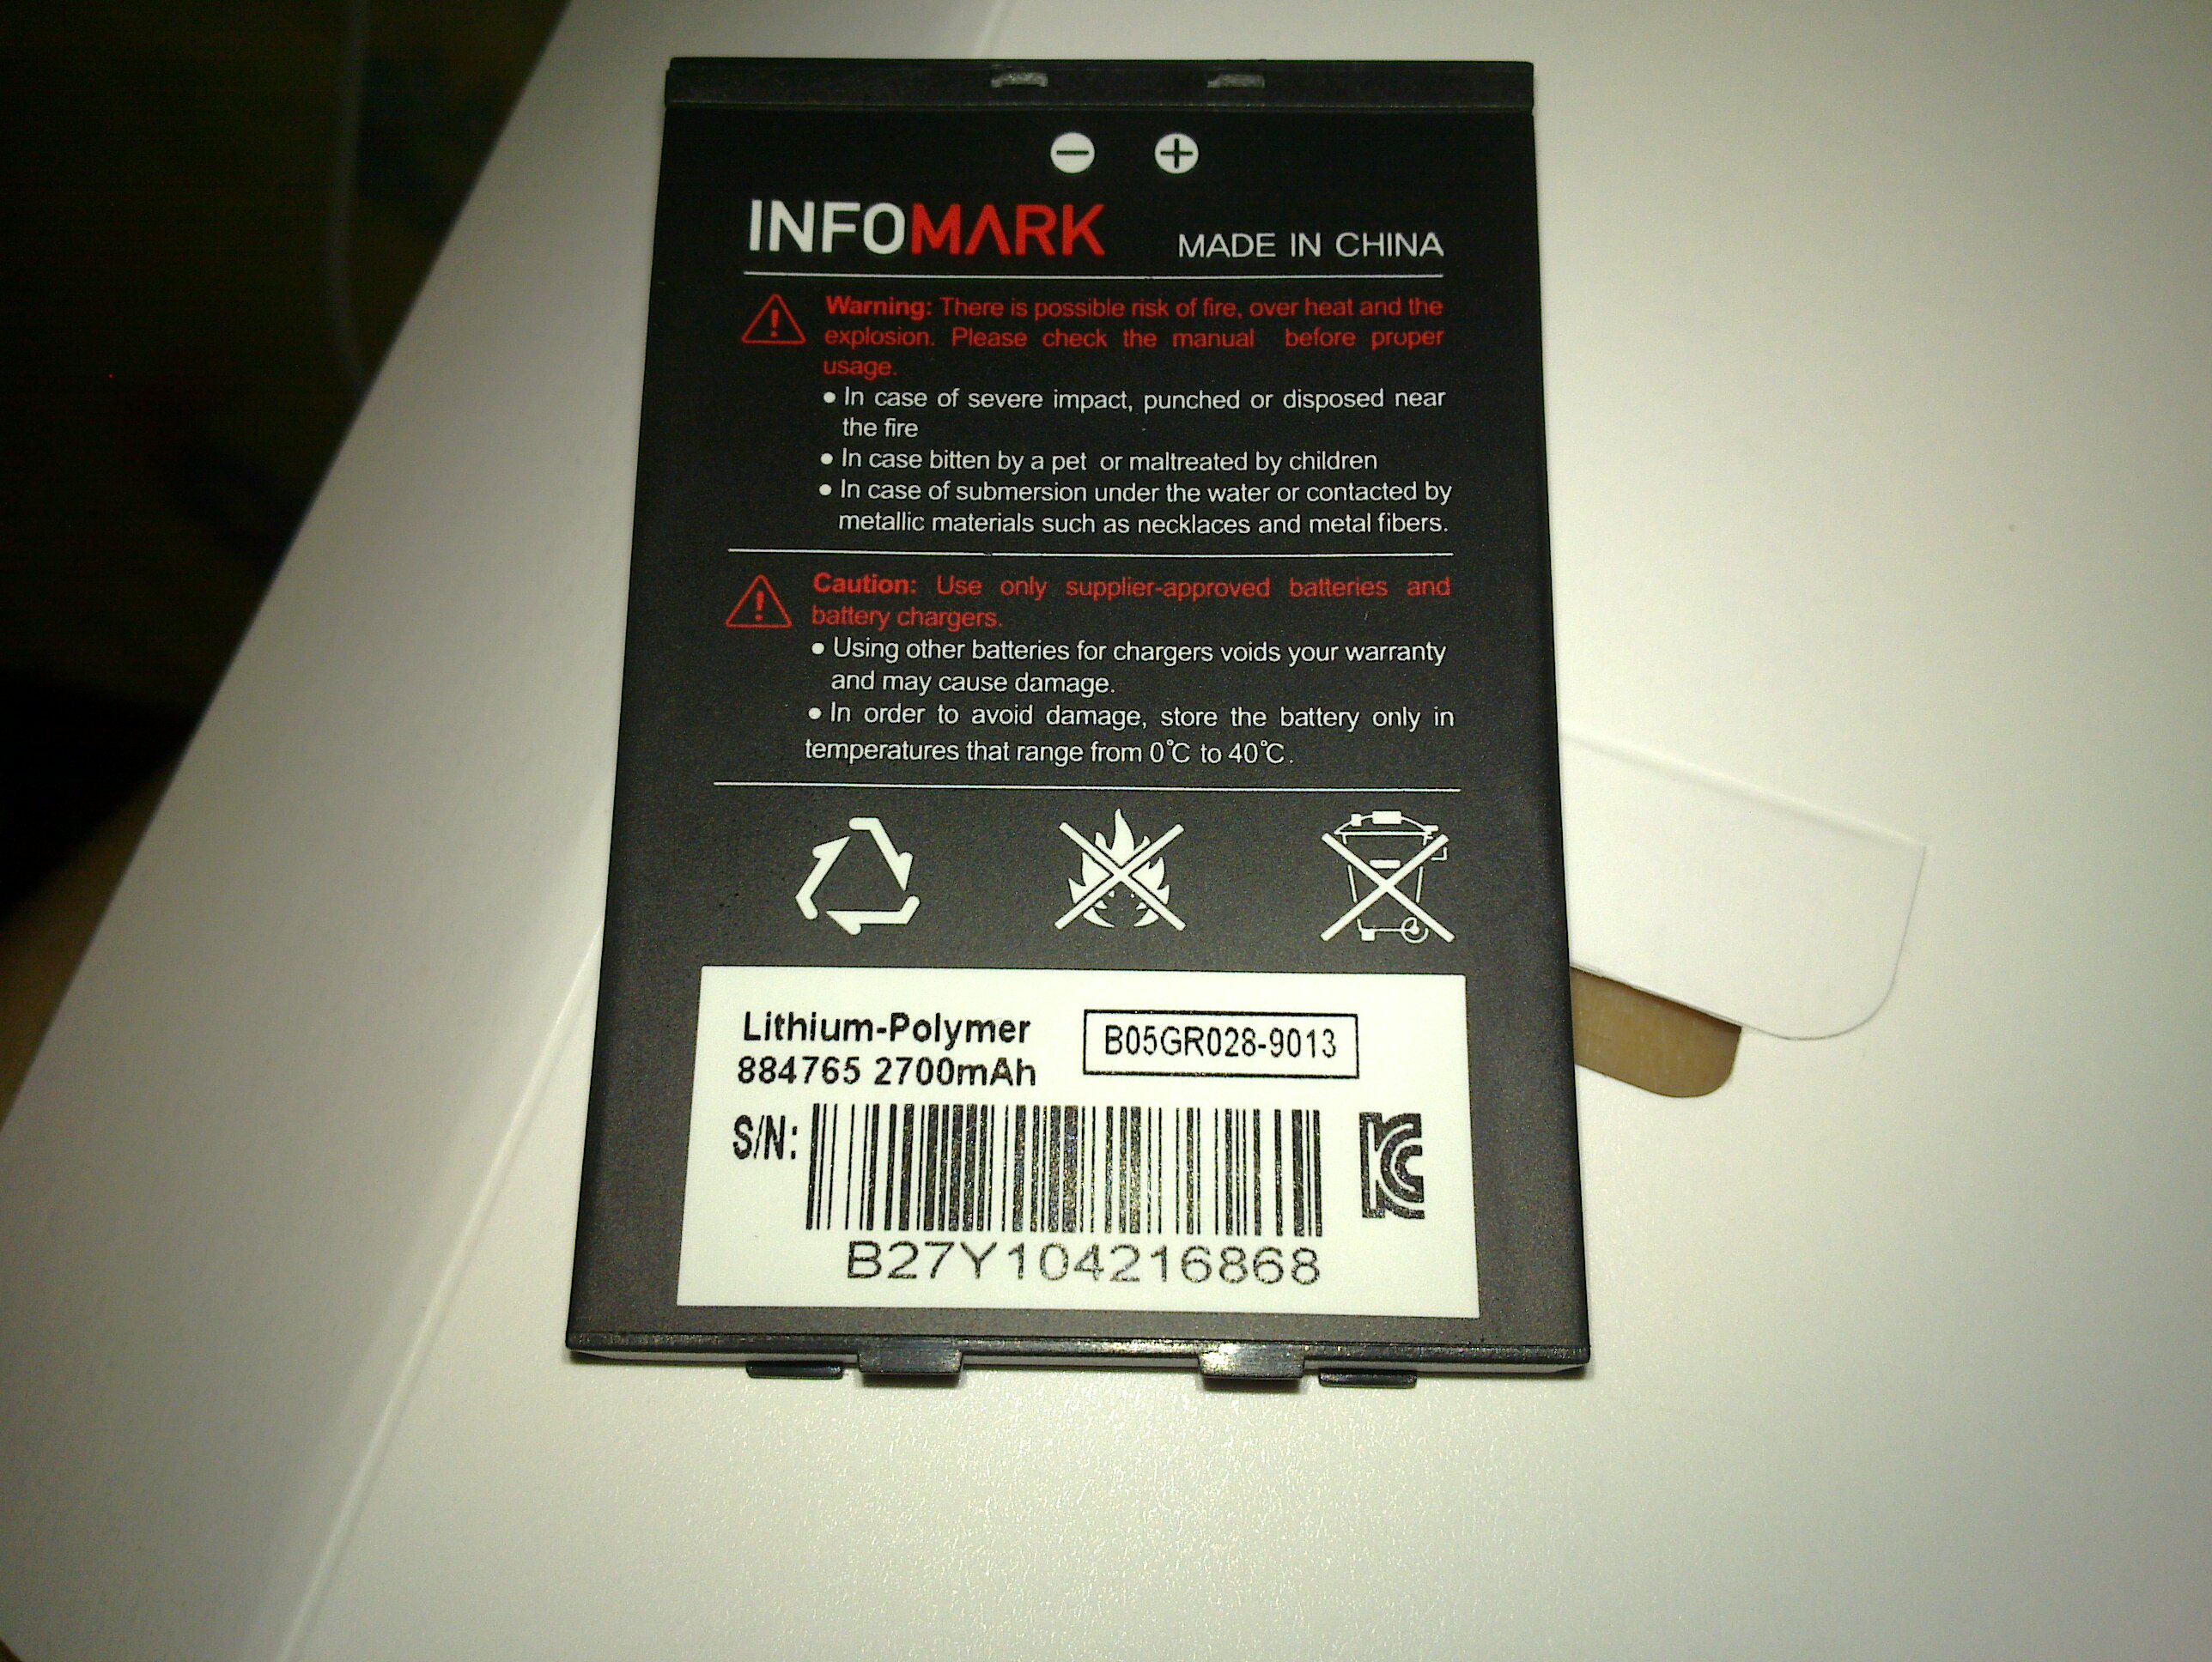 INFOMARK MADE IN CHINA
Warning: There is possible risk of fire, over heat and the
explosion. Please check the manual before proper
usage.
• In case of severe impact, punched or disposed near
the fire
• In case bitten by a pet or maltreated by children
• In case of submersion under the water or contacted by
metallic materials such as necklaces and metal fibers.
Caution: Use only supplier-approved batteries and
battery chargers.
• Using other batteries for chargers voids your warranty
and may cause damage.
• In order to avoid damage, store the battery only in
temperatures that range from 0℃ to 40℃.
Lithium-Polymer
884765 2700mAh
B05GR028-9013
S/N:
B27Y104216868